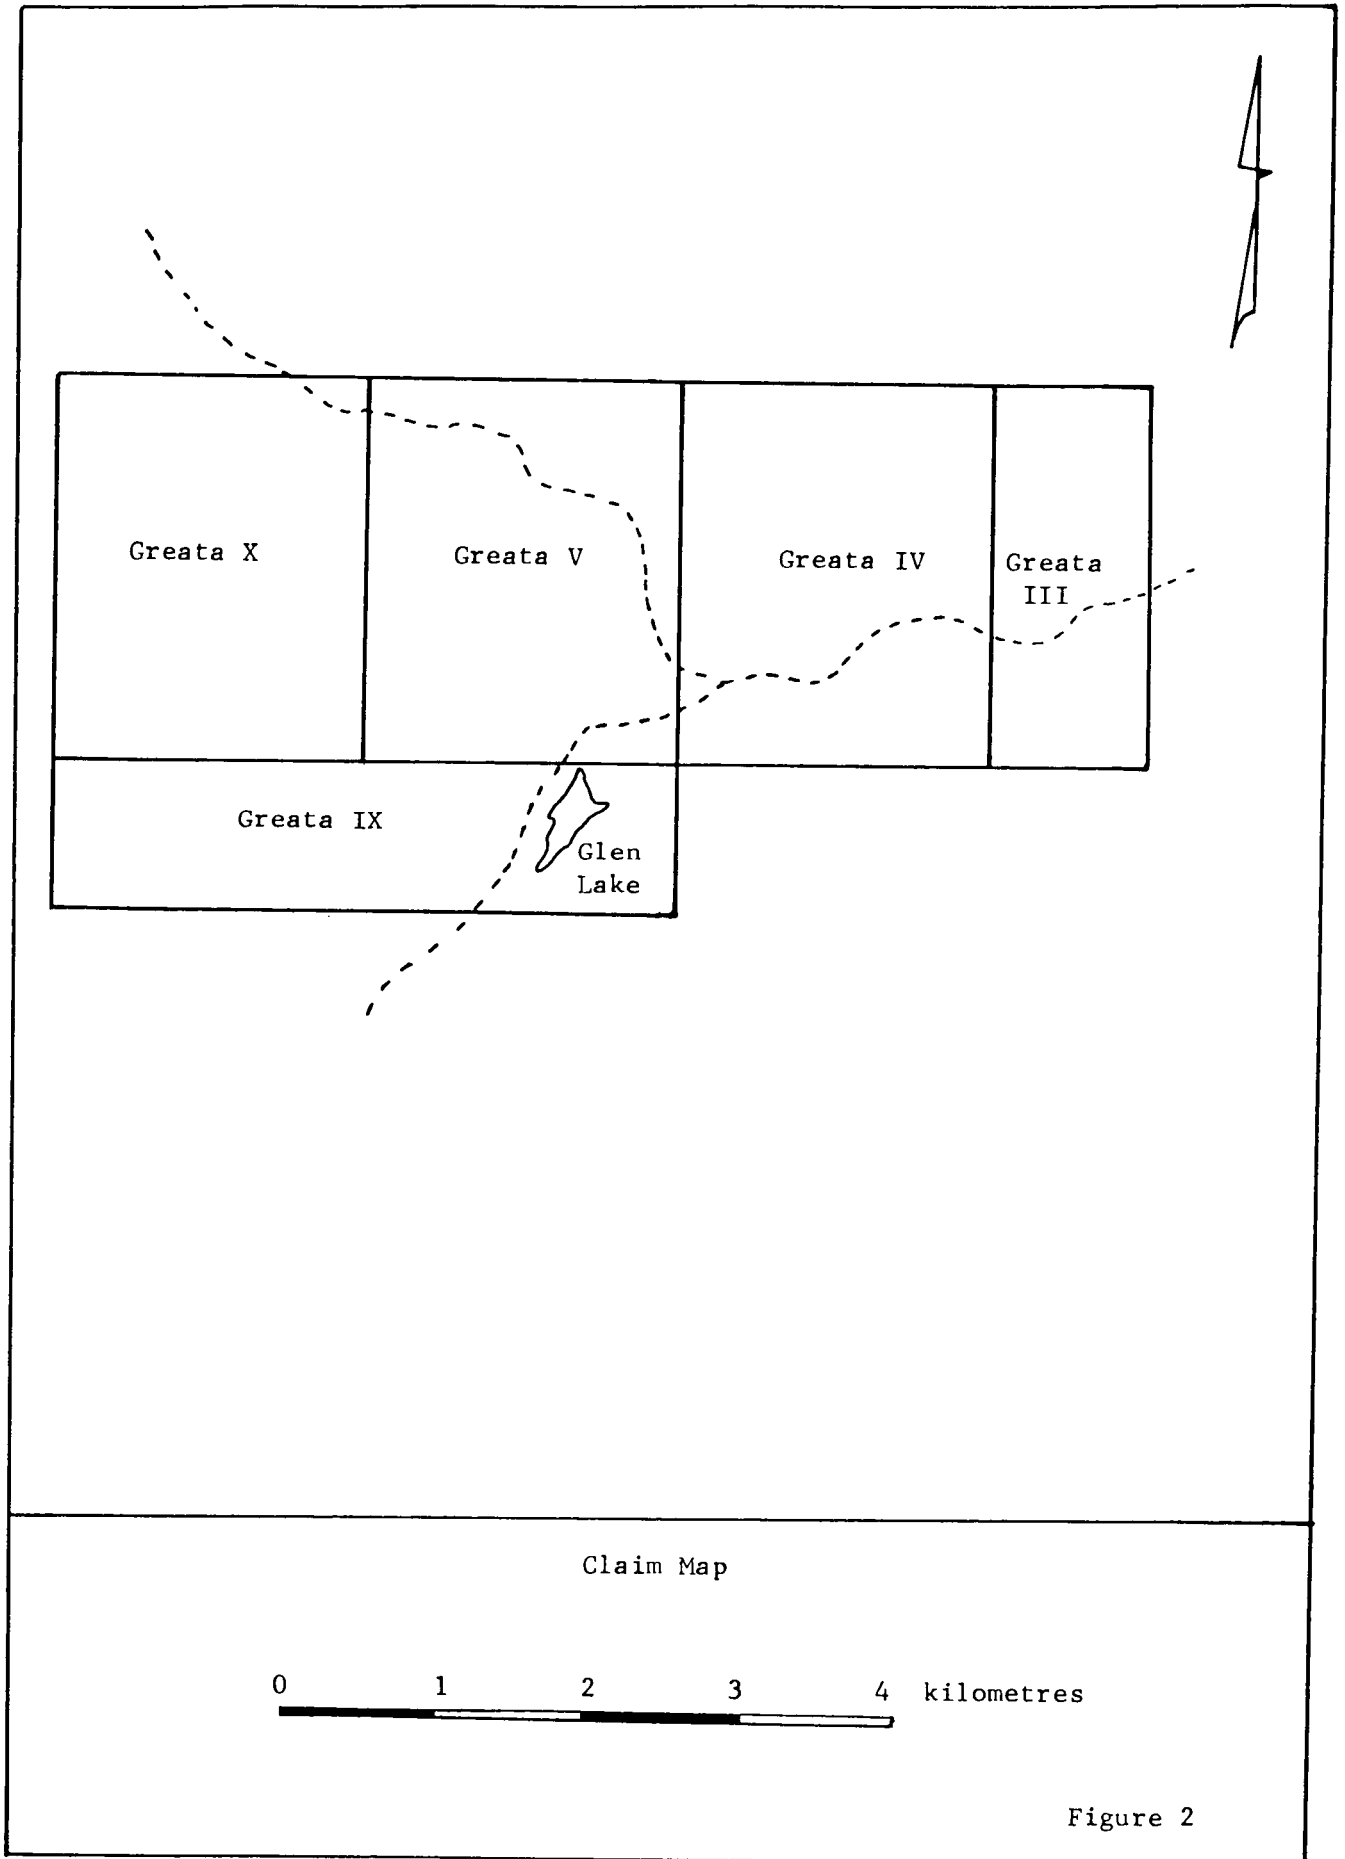 Greata X
Greata V
Greata IV
Greata
III
Greata IX
Glen
Lake
Claim Map
0 1 2 3 4 kilometres
Figure 2